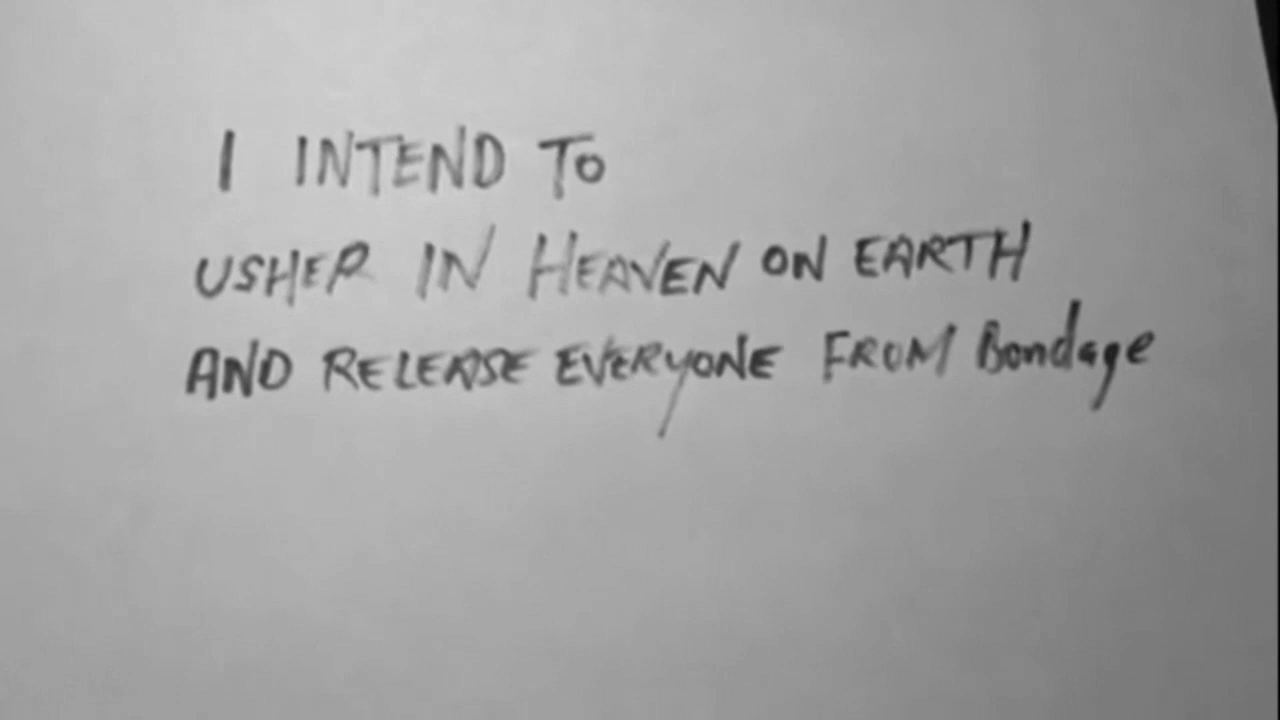 I INTEND To
USHER IN HEAVEN ON EARTH
AND RELEASE EVERYONE FROM Bondage